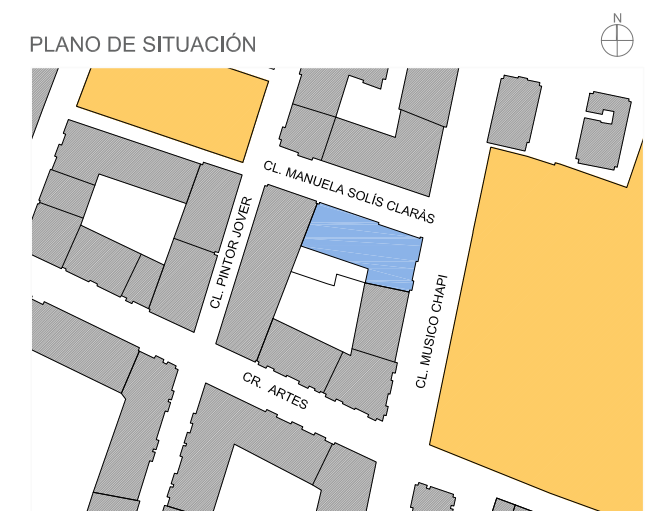 N
PLANO DE SITUACIÓN
CL. MANUELA SOLÍS CLARÀS
CL. PINTOR JOVER
CL. MUSICO CHAPI
CR. ARTES